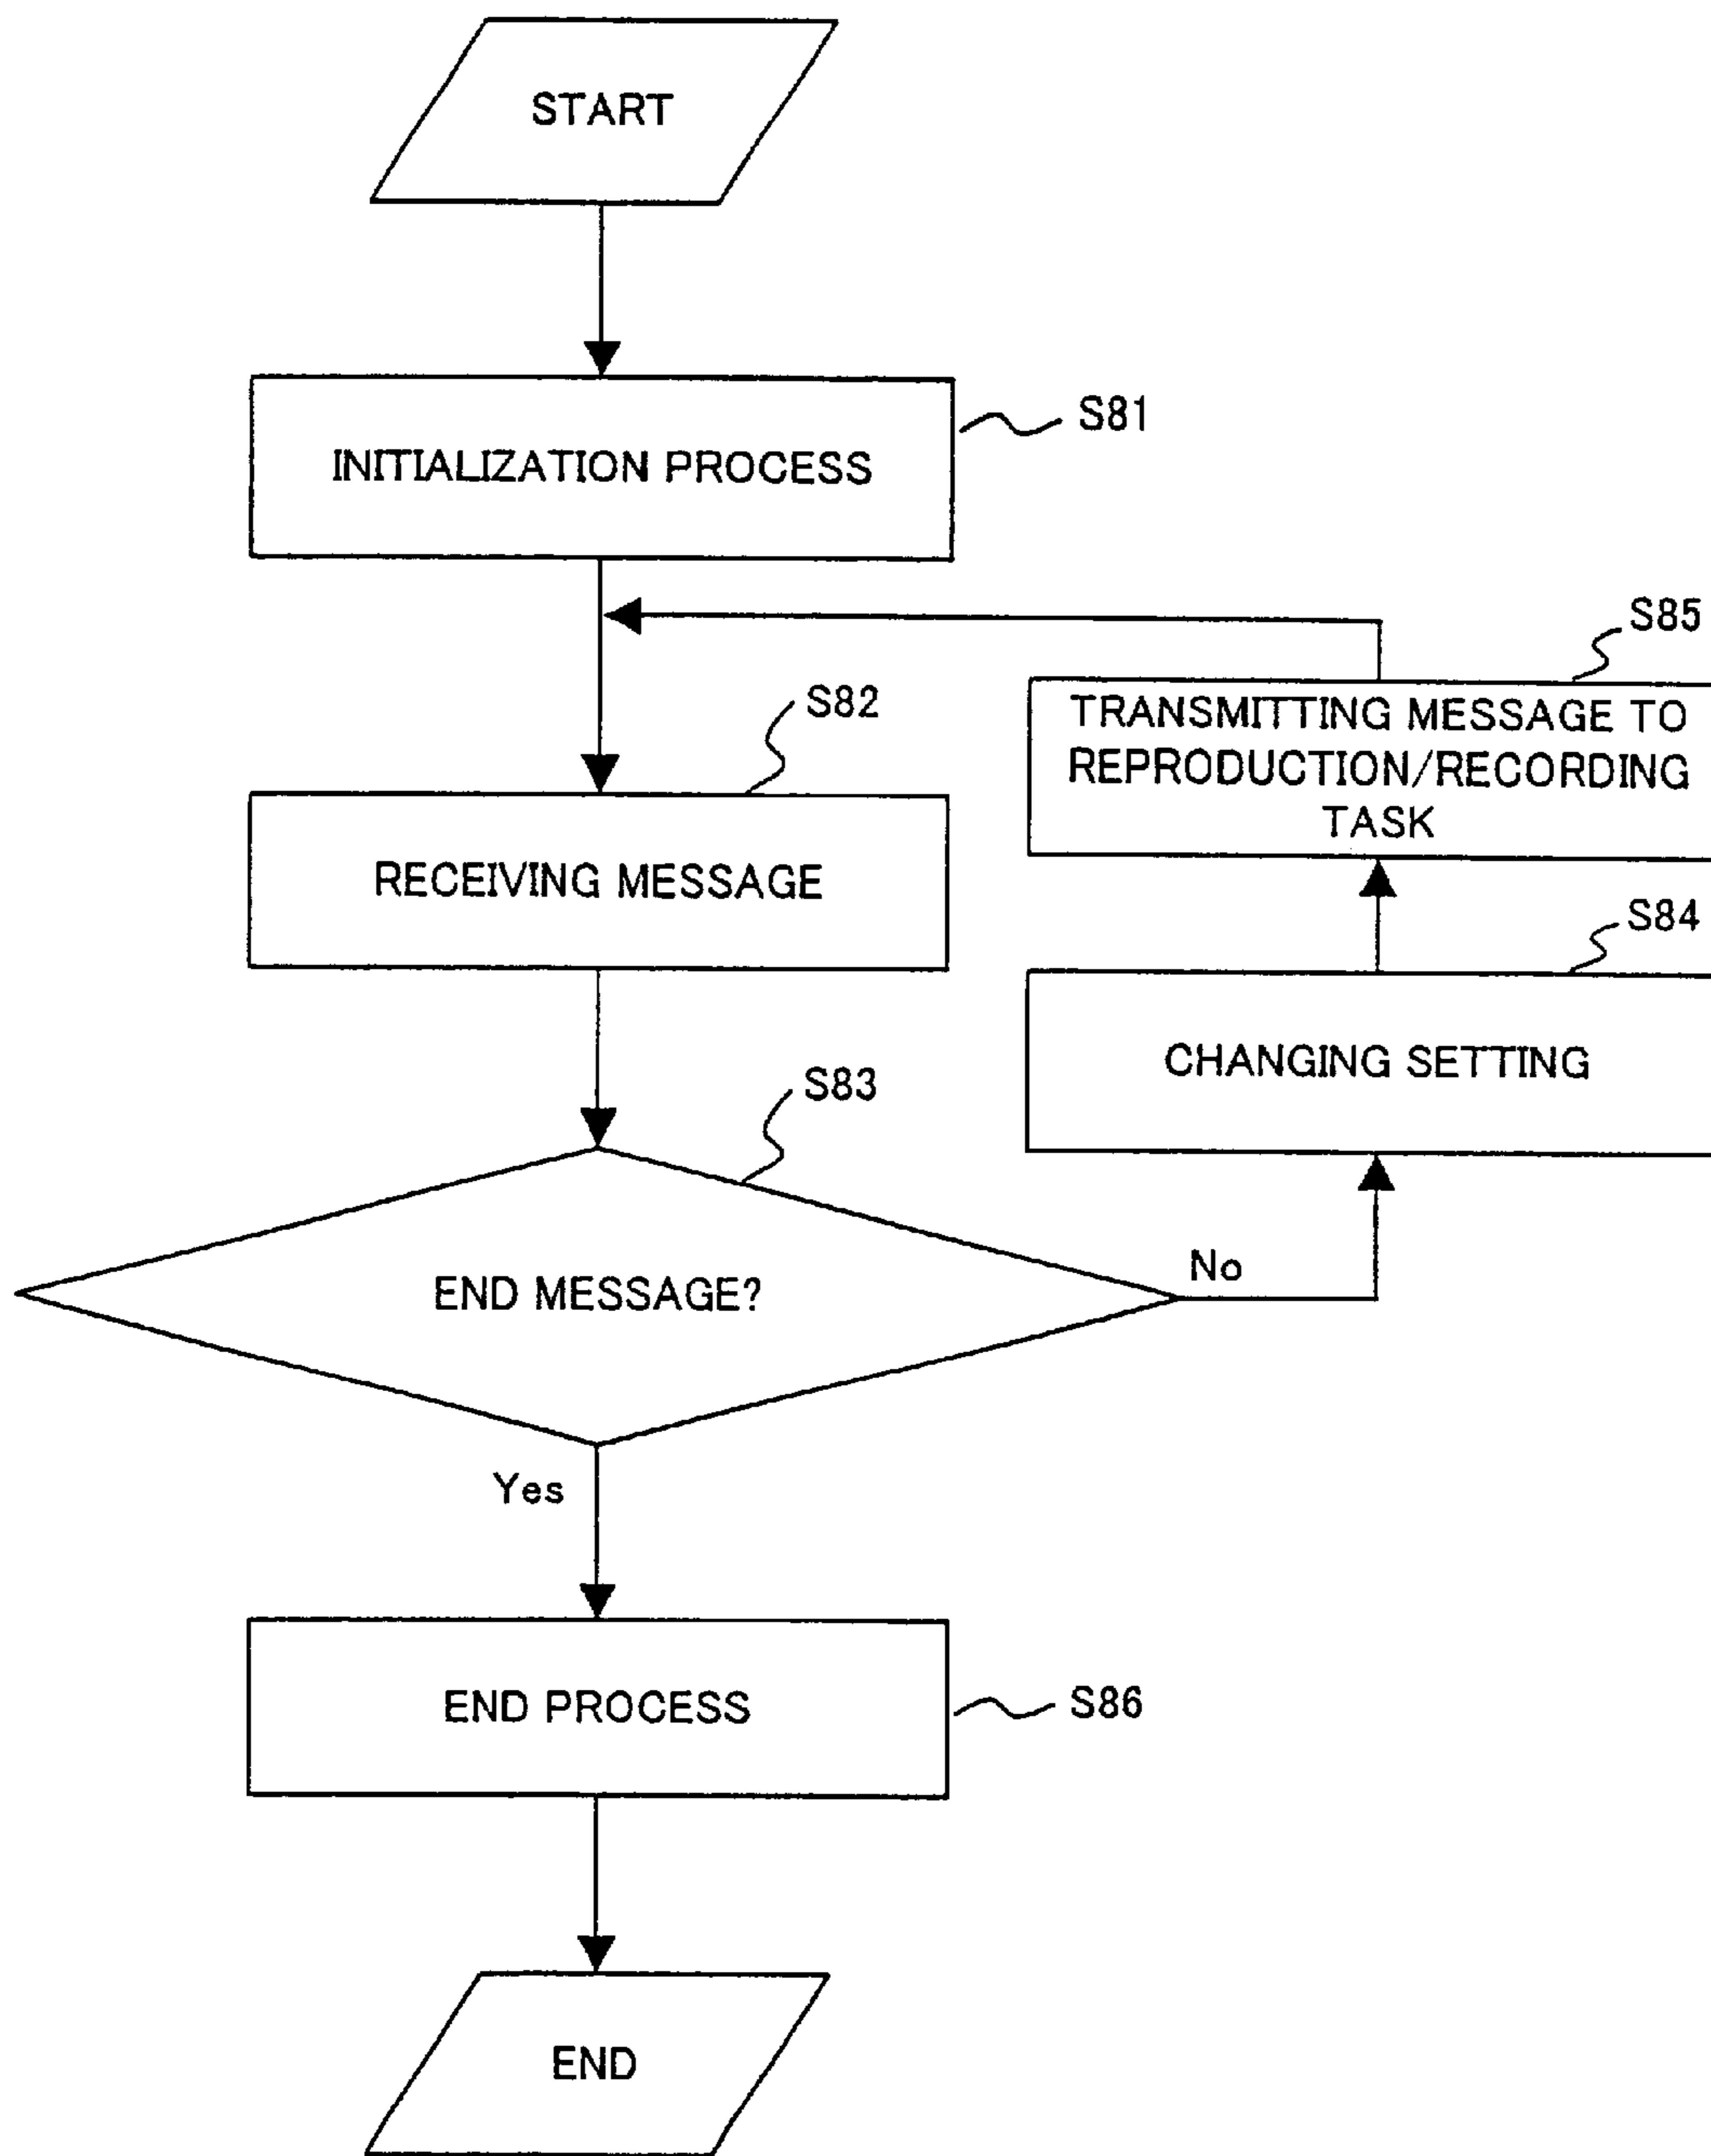 START
INITIALIZATION PROCESS
S81
S85
TRANSMITTING MESSAGE TO
REPRODUCTION/RECORDING
TASK
S82
RECEIVING MESSAGE
S84
CHANGING SETTING
S83
END MESSAGE?
No
Yes
END PROCESS
S86
END